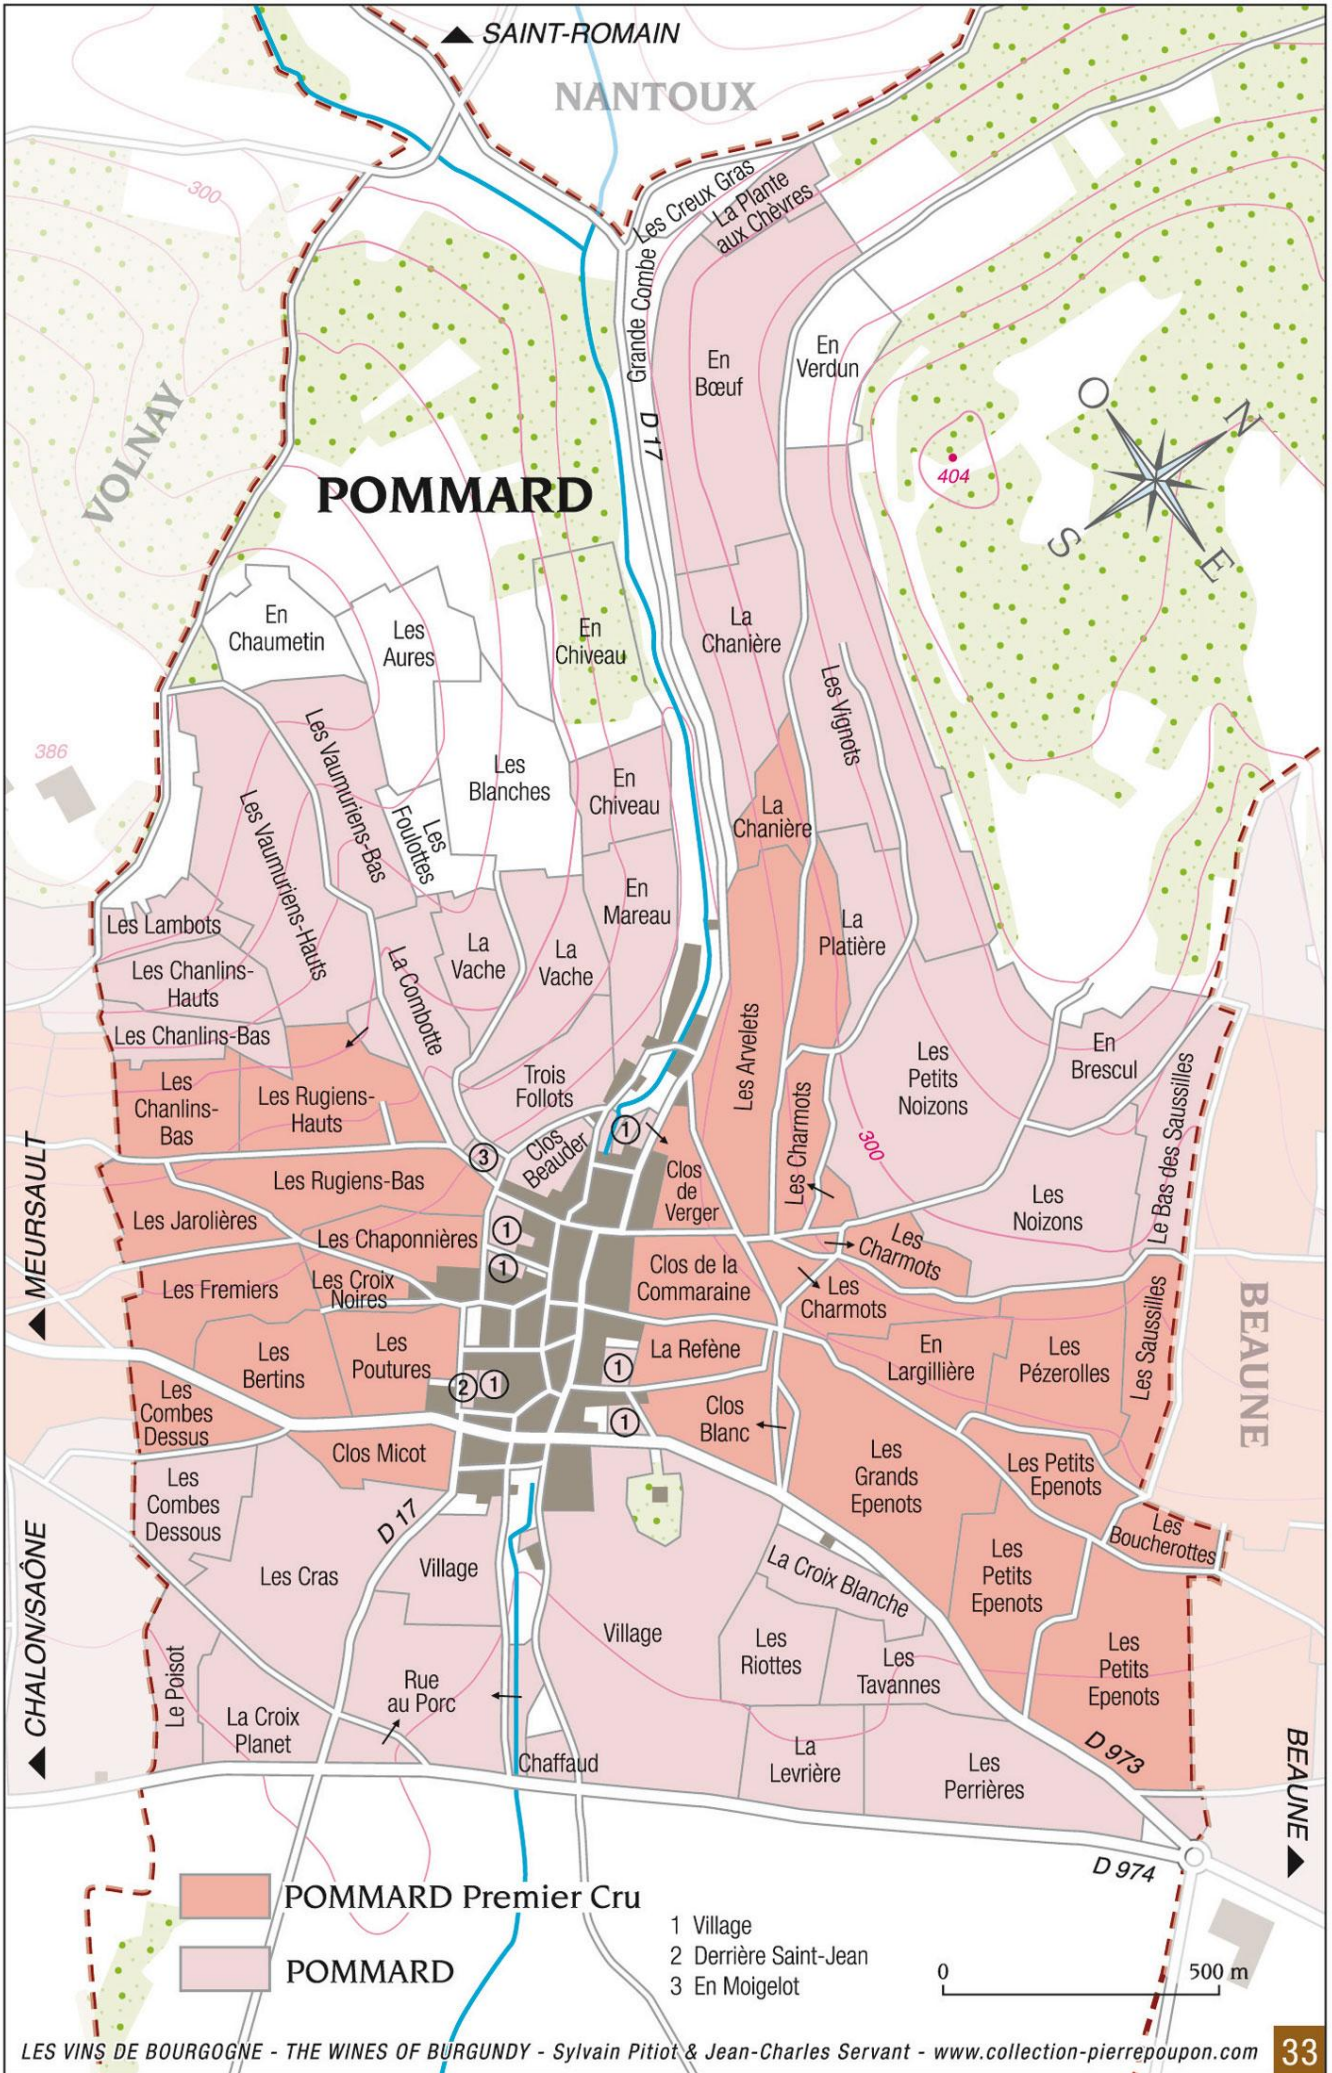 SAINT-ROMAIN
NANTOUX
300
Les Creux Gras
La Plante
aux Chèvres
Grande Combe
D 17
En
Bœuf
En
Verdun
O
N
S
E
404
VOLNAY
POMMARD
En
Chaumetin
Les
Aures
En
Chiveau
La
Chanière
Les Vignots
386
Les Vaumuriens-Hauts
Les Vaumuriens-Bas
Les
Foulottes
Les
Blanches
En
Chiveau
La
Chanière
Les Lambots
Les Chanlins-
Hauts
Les Chanlins-Bas
La Combotte
La
Vache
La
Vache
En
Mareau
La
Platière
Les
Chanlins-
Bas
Les Rugiens-
Hauts
Trois
Follots
Les Arvelets
Les Charmots
Les
Petits
Noizons
En
Brescul
Le Bas des Saussilles
300
MEURSAULT
3
Clos
Beauder
1
Clos
de
Verger
Les Rugiens-Bas
Les Jarolières
Les Chaponnières
1
1
Les
Noizons
Les
Charmots
Les Fremiers
Les Croix
Noires
Clos de la
Commaraine
Les
Charmots
Les Saussilles
BEAUNE
Les
Bertins
Les
Poutures
La Refène
1
En
Largillière
Les
Pézerolles
2
1
Les
Combes
Dessus
Clos Micot
1
Clos
Blanc
Les
Grands
Epenots
Les Petits
Epenots
Les
Combes
Dessous
D 17
Les
Boucherottes
CHALON/SAÔNE
Les Cras
Village
La Croix Blanche
Les
Petits
Epenots
Village
Les
Riottes
Les
Tavannes
Les
Petits
Epenots
Le Poisot
La Croix
Planet
Rue
au Porc
Chaffaud
La
Levrière
Les
Perrières
D 973
BEAUNE
D 974
POMMARD Premier Cru
POMMARD
1 Village
2 Derrière Saint-Jean
3 En Moigelot
0 500 m
LES VINS DE BOURGOGNE - THE WINES OF BURGUNDY - Sylvain Pitiot & Jean-Charles Servant - www.collection-pierrepoupon.com 33